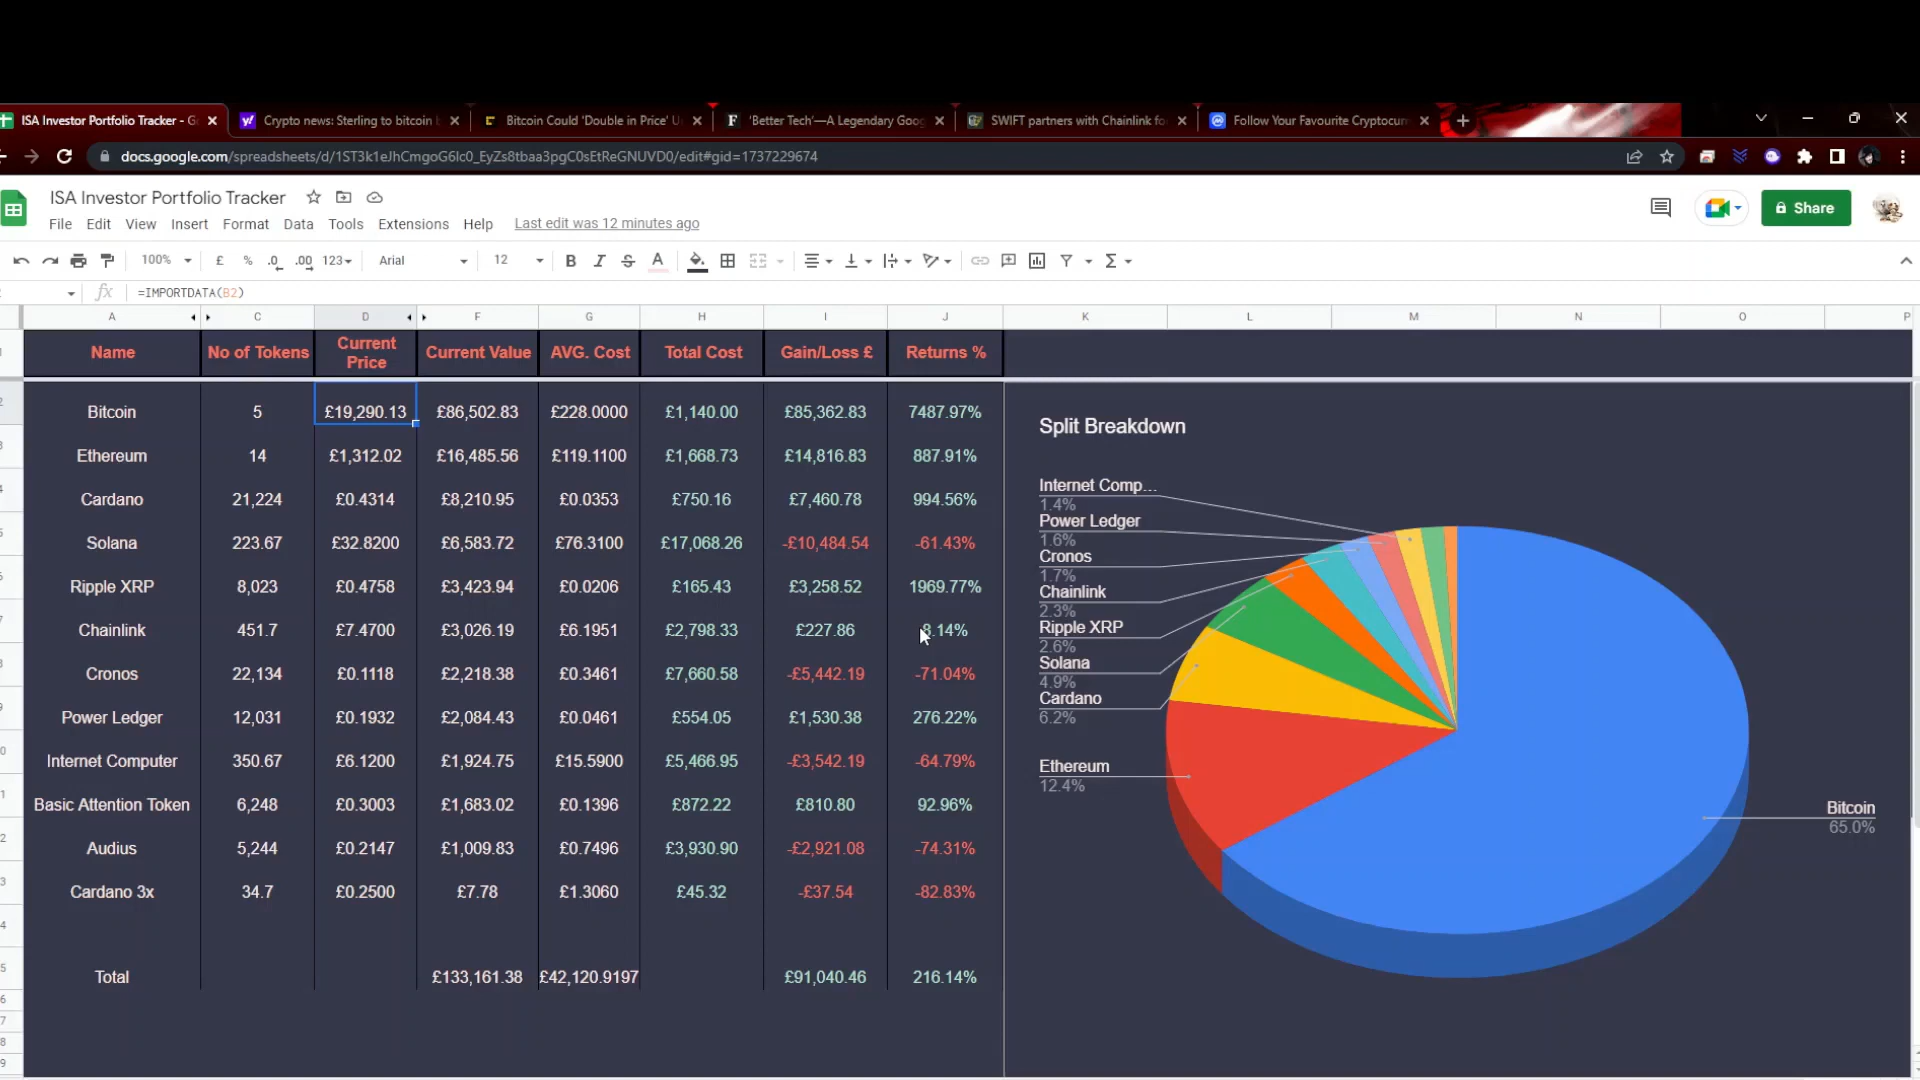 ISA Investor Portfolio Tracker - G
Crypto news: Sterling to bitcoin
Bitcoin Could 'Double in Price' U
'Better Tech'—A Legendary Goog
SWIFT partners with Chainlink fo
Follow Your Favourite Cryptocurr
docs.google.com/spreadsheets/d/1ST3k1eJhCmgoG6Ic0_EyZs8tbaa3pgC0sEtReGNUVD0/edit#gid=1737229674
ISA Investor Portfolio Tracker
Share
File Edit View Insert Format Data Tools Extensions Help Last edit was 12 minutes ago
100% £ % .0 .00 123 Arial 12 B I S A
fx =IMPORTDATA(B2)
A C D F G H I J K L M N O P
Name No of Tokens Current Price Current Value AVG. Cost Total Cost Gain/Loss £ Returns %
Bitcoin 5 £19,290.13 £86,502.83 £228.0000 £1,140.00 £85,362.83 7487.97%
Ethereum 14 £1,312.02 £16,485.56 £119.1100 £1,668.73 £14,816.83 887.91%
Cardano 21,224 £0.4314 £8,210.95 £0.0353 £750.16 £7,460.78 994.56%
Solana 223.67 £32.8200 £6,583.72 £76.3100 £17,068.26 -£10,484.54 -61.43%
Ripple XRP 8,023 £0.4758 £3,423.94 £0.0206 £165.43 £3,258.52 1969.77%
Chainlink 451.7 £7.4700 £3,026.19 £6.1951 £2,798.33 £227.86 8.14%
Cronos 22,134 £0.1118 £2,218.38 £0.3461 £7,660.58 -£5,442.19 -71.04%
Power Ledger 12,031 £0.1932 £2,084.43 £0.0461 £554.05 £1,530.38 276.22%
Internet Computer 350.67 £6.1200 £1,924.75 £15.5900 £5,466.95 -£3,542.19 -64.79%
Basic Attention Token 6,248 £0.3003 £1,683.02 £0.1396 £872.22 £810.80 92.96%
Audius 5,244 £0.2147 £1,009.83 £0.7496 £3,930.90 -£2,921.08 -74.31%
Cardano 3x 34.7 £0.2500 £7.78 £1.3060 £45.32 -£37.54 -82.83%
Total £133,161.38 £42,120.9197 £91,040.46 216.14%
Split Breakdown
Internet Comp...
1.4%
Power Ledger
1.6%
Cronos
1.7%
Chainlink
2.3%
Ripple XRP
2.6%
Solana
4.9%
Cardano
6.2%
Ethereum
12.4%
Bitcoin
65.0%